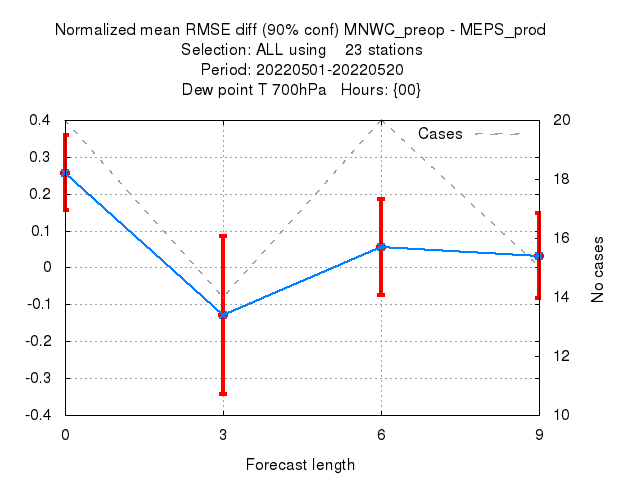 Normalized mean RMSE diff (90% conf) MNWC_preop - MEPS_prod
Selection: ALL using 23 stations
Period: 20220501-20220520
Dew point T 700hPa Hours: {00}
0.4
0.3
0.2
0.1
0
-0.1
-0.2
-0.3
-0.4
Cases
20
18
16
14
12
10
No cases
0 3 6 9
Forecast length